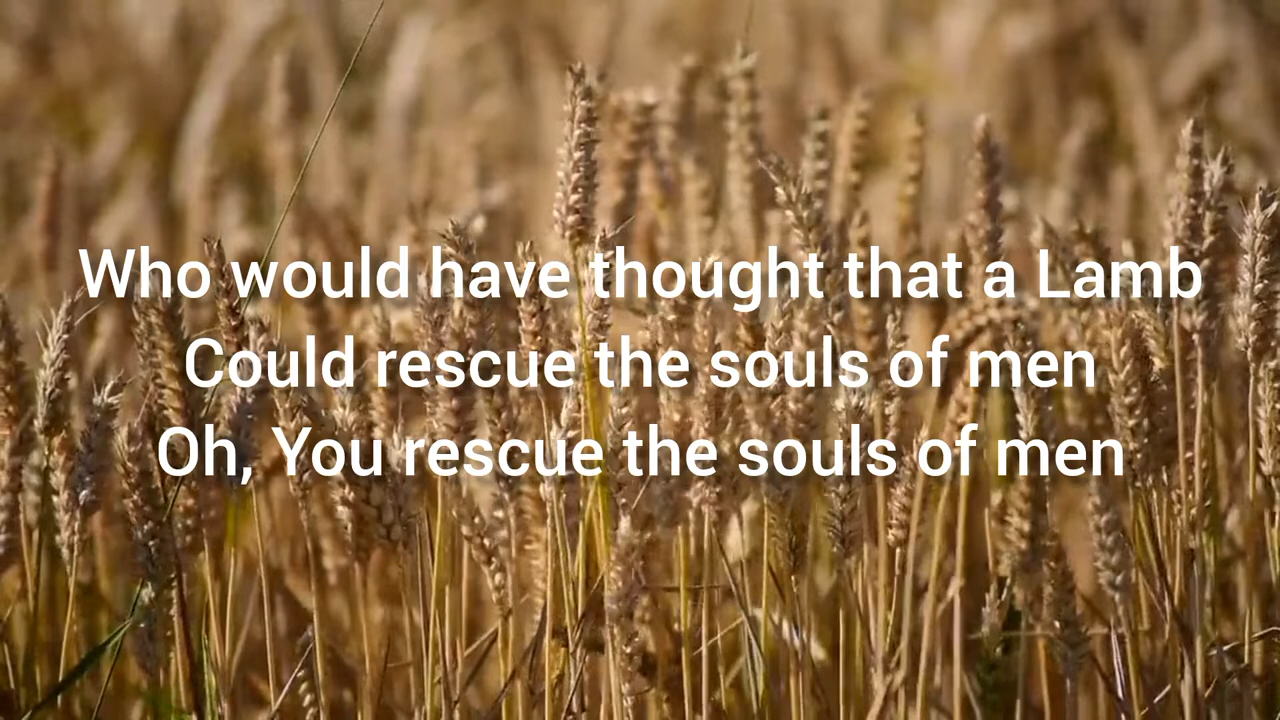 Who would have thought that a Lamb
Could rescue the souls of men
Oh, You rescue the souls of men